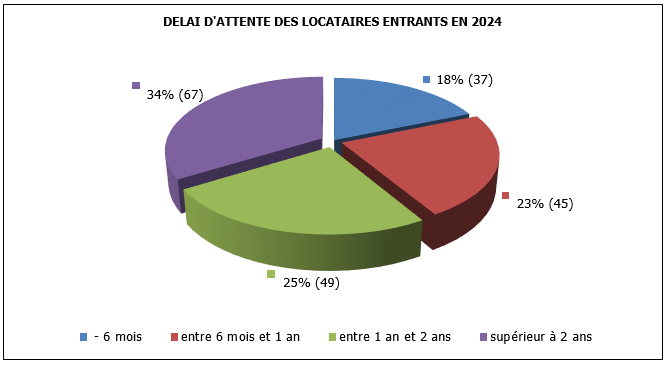 DELAI D'ATTENTE DES LOCATAIRES ENTRANTS EN 2024
18% (37)
34% (67)
23% (45)
25% (49)
- 6 mois entre 6 mois et 1 an entre 1 an et 2 ans supérieur à 2 ans